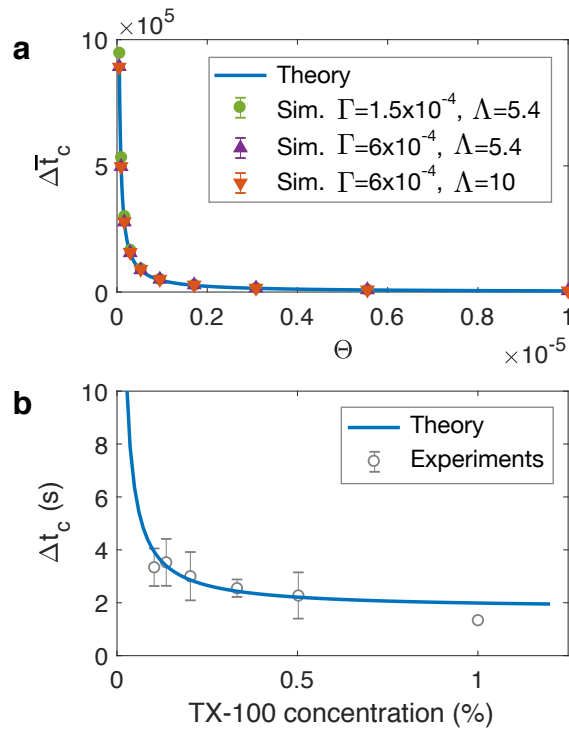 a
×10⁵
10
5
0
Δt̅c
Theory
Sim. Γ=1.5x10⁻⁴, Λ=5.4
Sim. Γ=6x10⁻⁴, Λ=5.4
Sim. Γ=6x10⁻⁴, Λ=10
0 0.2 0.4 0.6 0.8 1
Θ
×10⁻⁵
b
10
8
6
4
2
0
Δtc (s)
Theory
Experiments
0 0.5 1
TX-100 concentration (%)